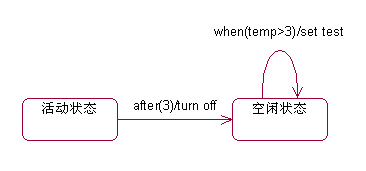 when(temp>3)/set test
活动状态
after(3)/turn off
空闲状态